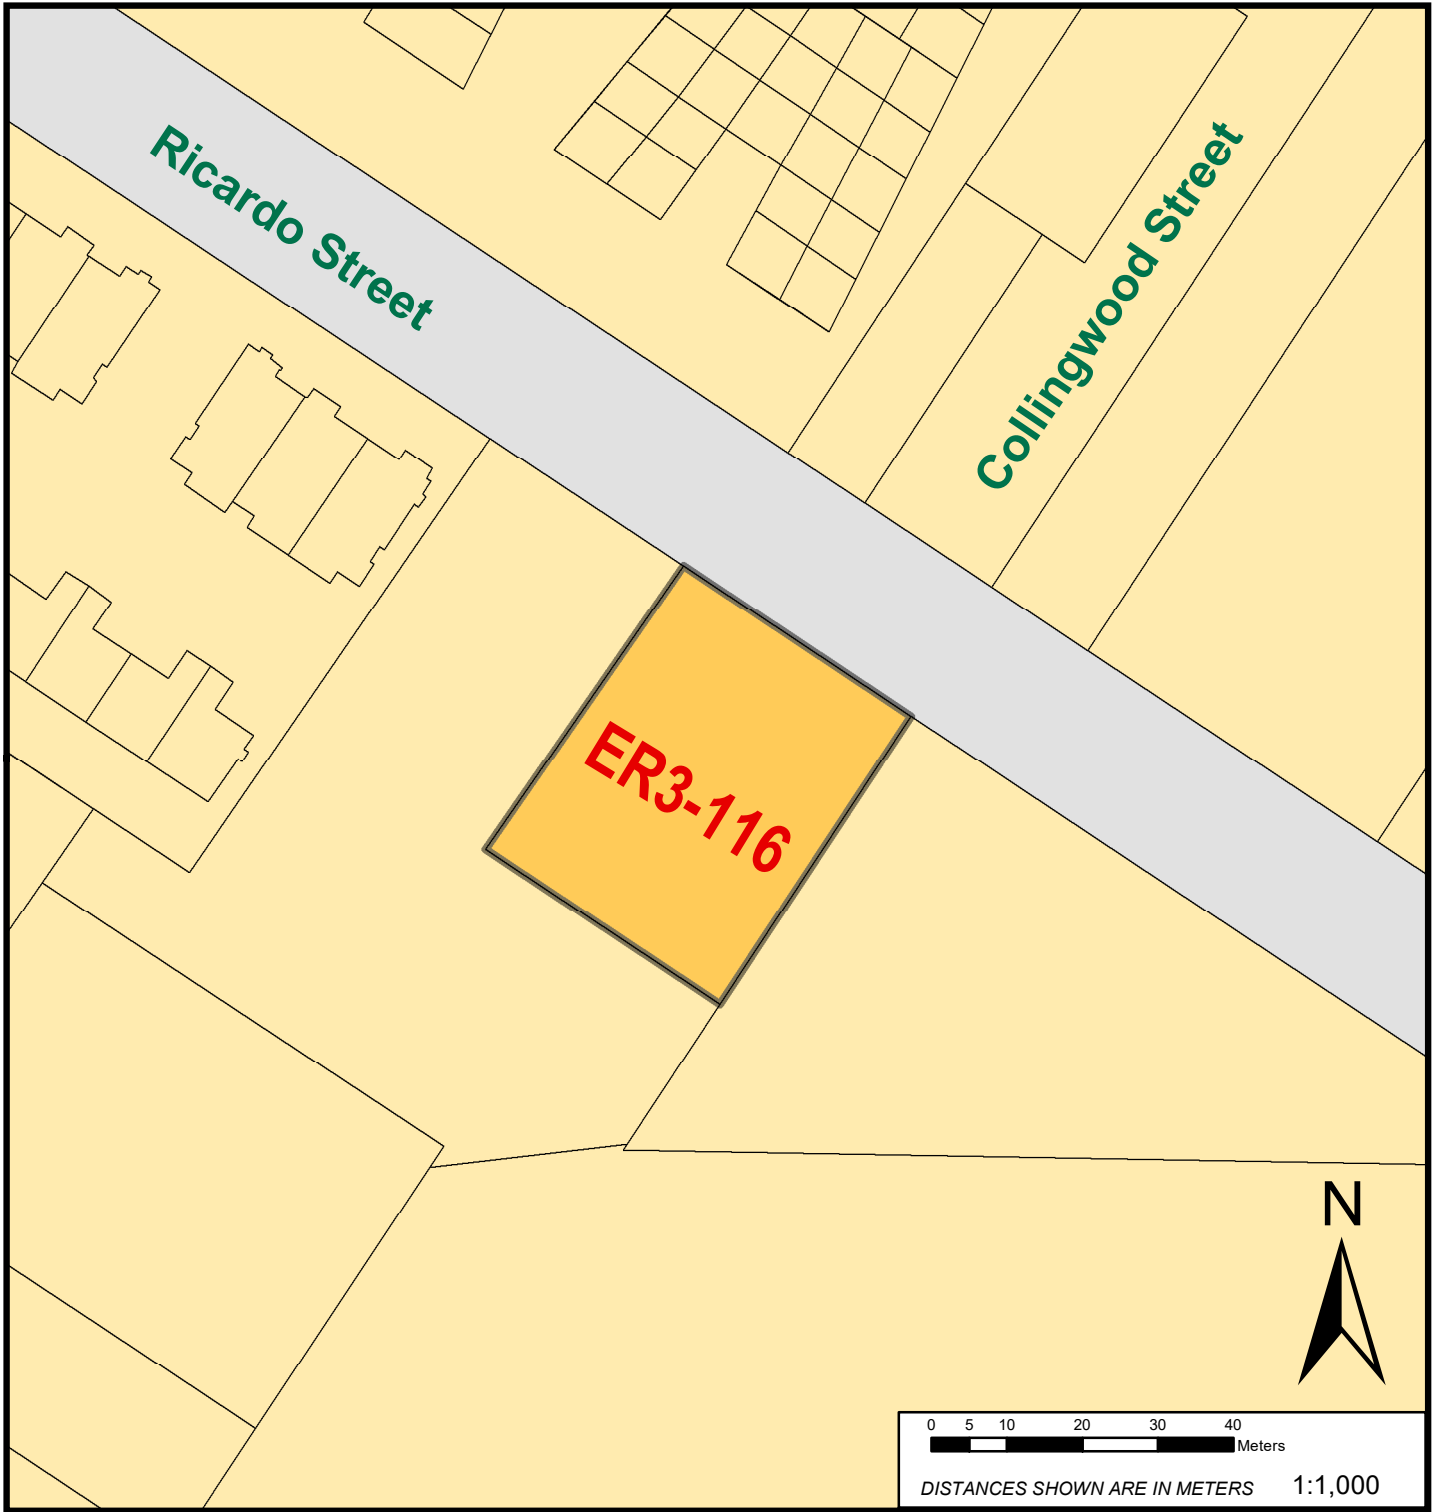 Ricardo Street
Collingwood Street
ER3-116
N
0 5 10 20 30 40
Meters
DISTANCES SHOWN ARE IN METERS 1:1,000